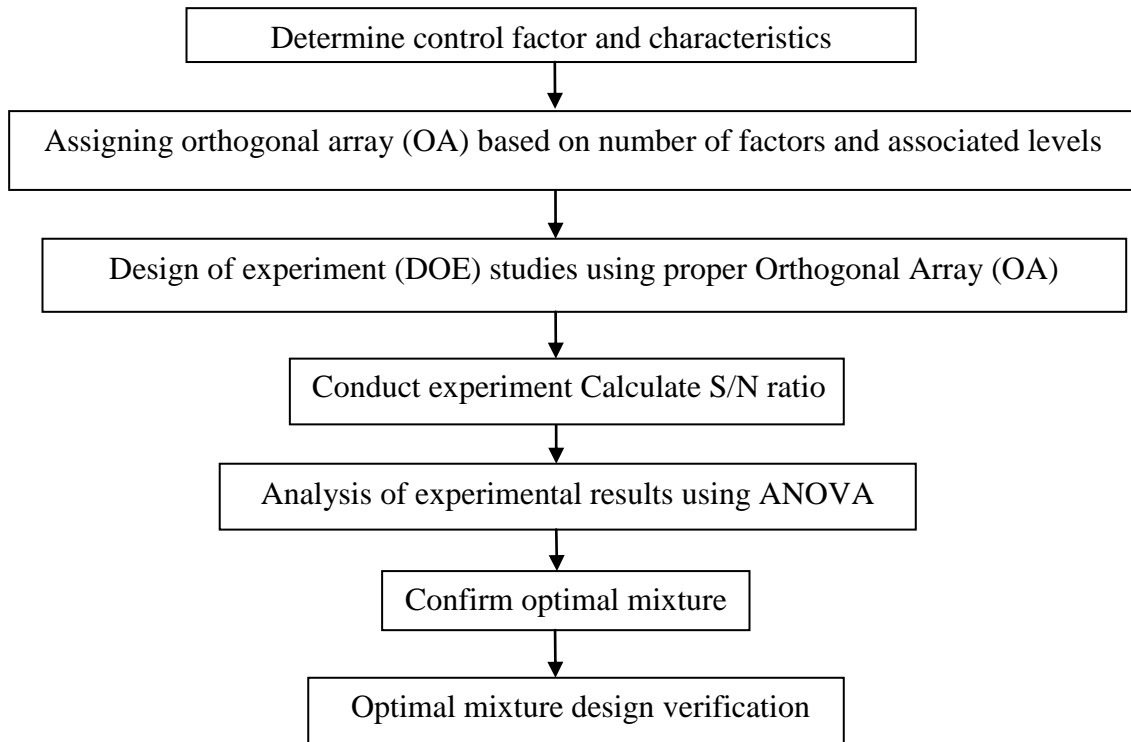 Determine control factor and characteristics
Assigning orthogonal array (OA) based on number of factors and associated levels
Design of experiment (DOE) studies using proper Orthogonal Array (OA)
Conduct experiment Calculate S/N ratio
Analysis of experimental results using ANOVA
Confirm optimal mixture
Optimal mixture design verification